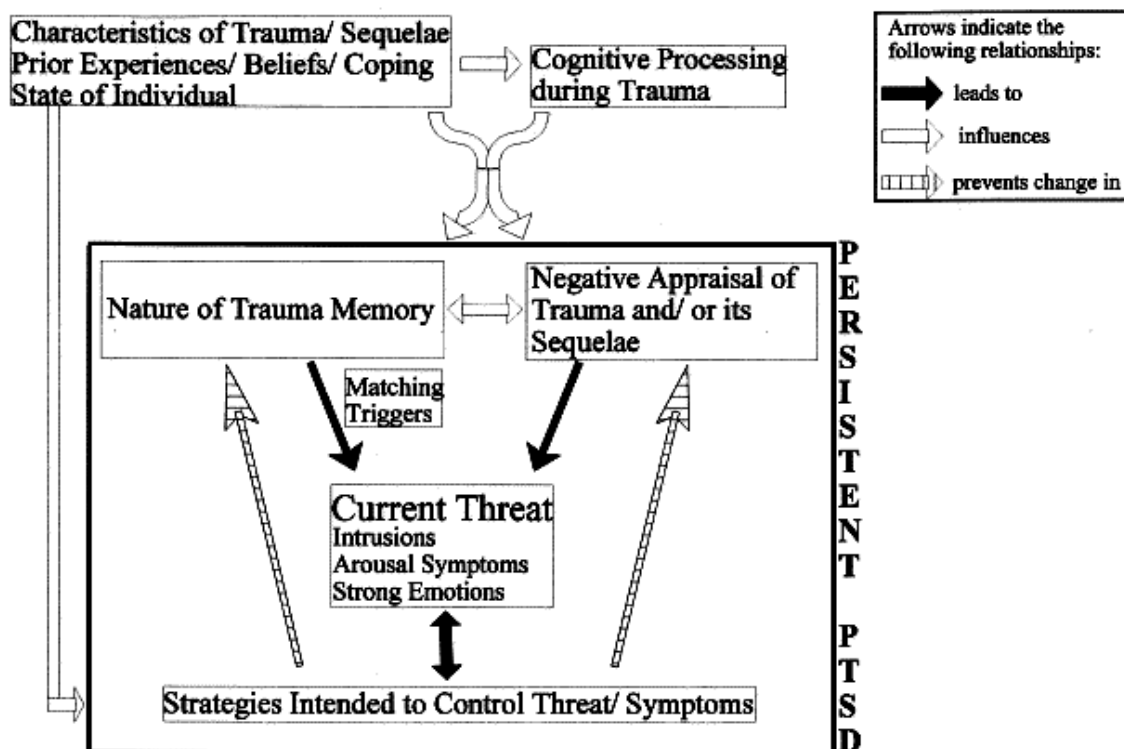 Characteristics of Trauma/ Sequelae
Prior Experiences/ Beliefs/ Coping
State of Individual
Cognitive Processing
during Trauma
Arrows indicate the
following relationships:
leads to
influences
prevents change in
Nature of Trauma Memory
Negative Appraisal of
Trauma and/ or its
Sequelae
Matching
Triggers
Current Threat
Intrusions
Arousal Symptoms
Strong Emotions
Strategies Intended to Control Threat/ Symptoms
PERSISTENT PTSD